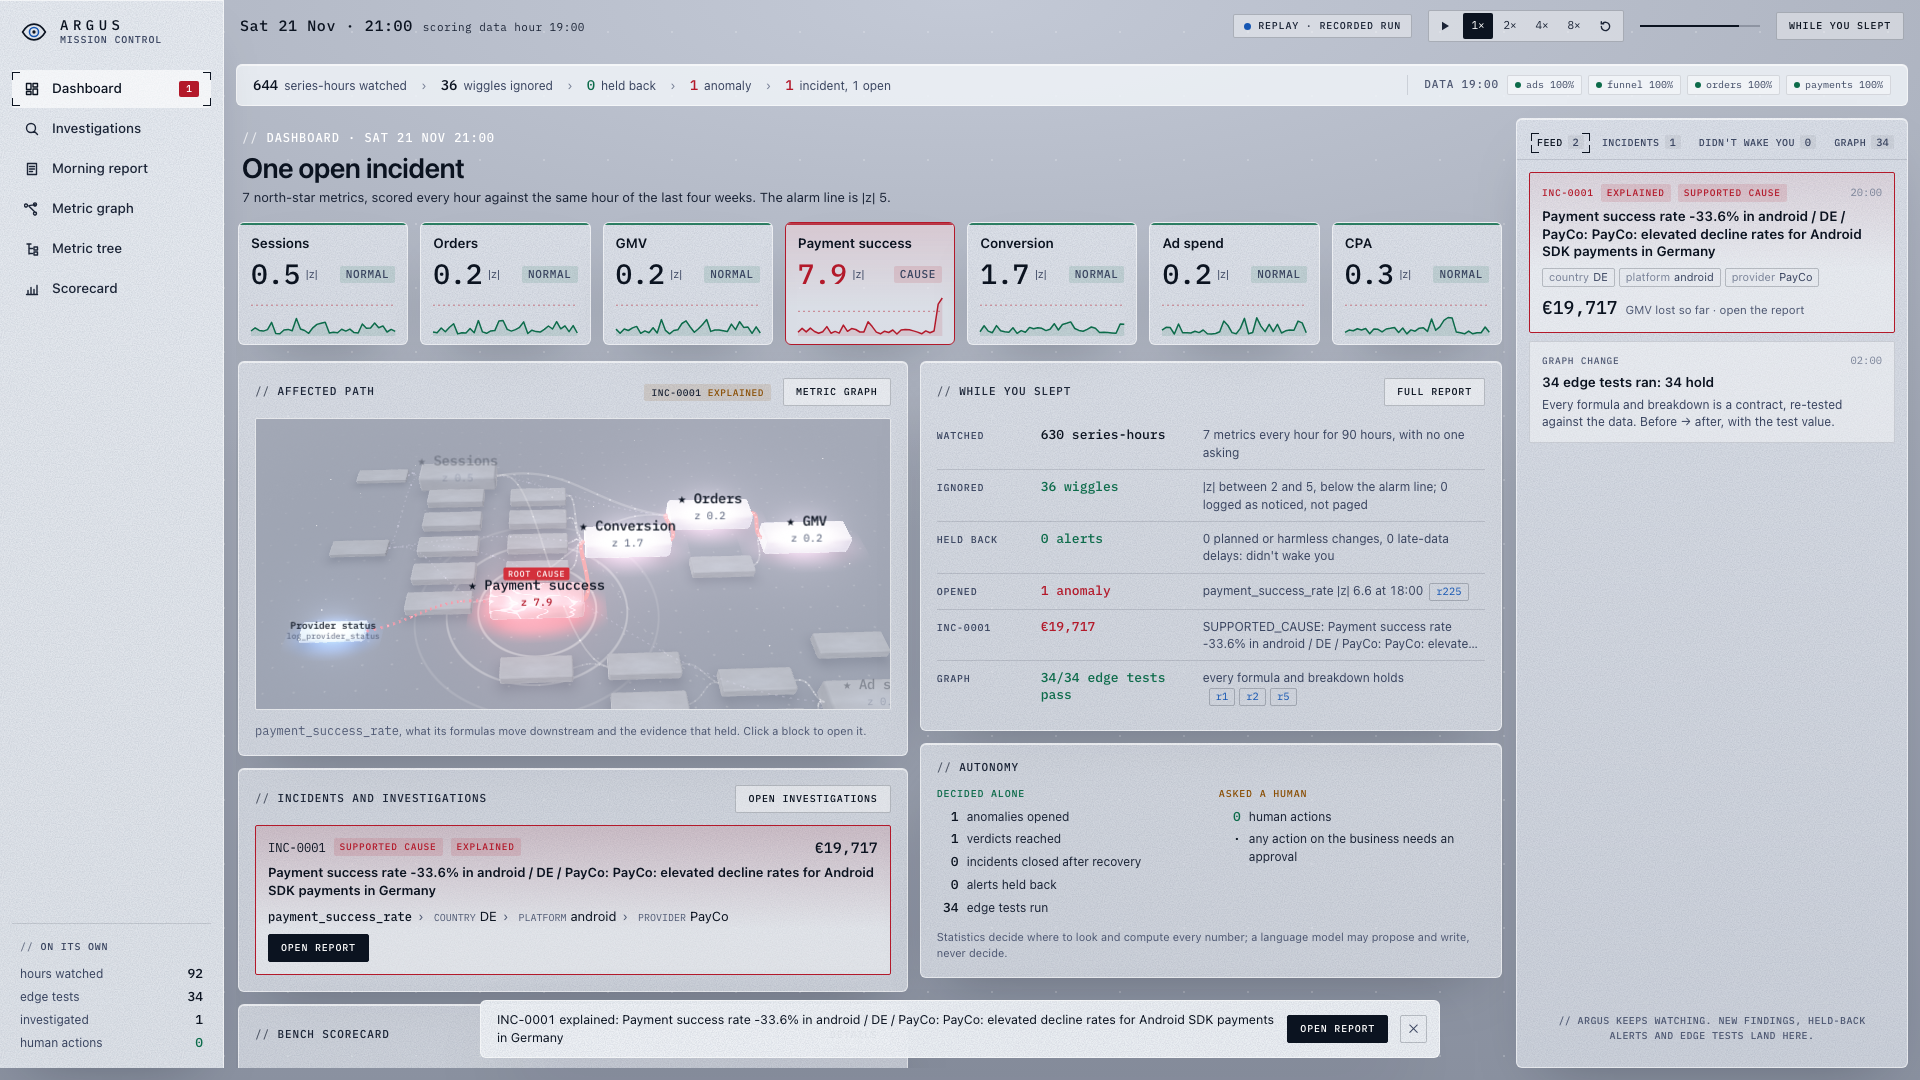 ARGUS
MISSION CONTROL
Dashboard 1
Investigations
Morning report
Metric graph
Metric tree
Scorecard
// ON ITS OWN
hours watched 92
edge tests 34
investigated 1
human actions 0
Sat 21 Nov · 21:00 scoring data hour 19:00
REPLAY · RECORDED RUN
1× 2× 4× 8×
WHILE YOU SLEPT
644 series-hours watched › 36 wiggles ignored › 0 held back › 1 anomaly › 1 incident, 1 open
DATA 19:00 ads 100% funnel 100% orders 100% payments 100%
// DASHBOARD · SAT 21 NOV 21:00
One open incident
7 north-star metrics, scored every hour against the same hour of the last four weeks. The alarm line is |z| 5.
Sessions
0.5 |z| NORMAL
Orders
0.2 |z| NORMAL
GMV
0.2 |z| NORMAL
Payment success
7.9 |z| CAUSE
Conversion
1.7 |z| NORMAL
Ad spend
0.2 |z| NORMAL
CPA
0.3 |z| NORMAL
// AFFECTED PATH
INC-0001 EXPLAINED
METRIC GRAPH
★ Sessions
z 0.5
★ Orders
z 0.2
★ Conversion
z 1.7
★ GMV
z 0.2
ROOT CAUSE
★ Payment success
z 7.9
Provider status
log_provider_status
★ Ad s
z 0.
payment_success_rate, what its formulas move downstream and the evidence that held. Click a block to open it.
// INCIDENTS AND INVESTIGATIONS
OPEN INVESTIGATIONS
INC-0001 SUPPORTED CAUSE EXPLAINED €19,717
Payment success rate -33.6% in android / DE / PayCo: PayCo: elevated decline rates for Android
SDK payments in Germany
payment_success_rate › COUNTRY DE › PLATFORM android › PROVIDER PayCo
OPEN REPORT
// BENCH SCORECARD
// WHILE YOU SLEPT
FULL REPORT
WATCHED 630 series-hours 7 metrics every hour for 90 hours, with no one
asking
IGNORED 36 wiggles |z| between 2 and 5, below the alarm line; 0
logged as noticed, not paged
HELD BACK 0 alerts 0 planned or harmless changes, 0 late-data
delays: didn't wake you
OPENED 1 anomaly payment_success_rate |z| 6.6 at 18:00 r225
INC-0001 €19,717 SUPPORTED_CAUSE: Payment success rate
-33.6% in android / DE / PayCo: PayCo: elevate...
GRAPH 34/34 edge tests every formula and breakdown holds
pass r1 r2 r5
// AUTONOMY
DECIDED ALONE
1 anomalies opened
1 verdicts reached
0 incidents closed after recovery
0 alerts held back
34 edge tests run
ASKED A HUMAN
0 human actions
· any action on the business needs an
approval
Statistics decide where to look and compute every number; a language model may propose and write,
never decide.
INC-0001 explained: Payment success rate -33.6% in android / DE / PayCo: PayCo: elevated decline rates for Android SDK payments
in Germany
OPEN REPORT
FEED 2 INCIDENTS 1 DIDN'T WAKE YOU 0 GRAPH 34
INC-0001 EXPLAINED SUPPORTED CAUSE 20:00
Payment success rate -33.6% in android / DE /
PayCo: PayCo: elevated decline rates for Android
SDK payments in Germany
country DE platform android provider PayCo
€19,717 GMV lost so far · open the report
GRAPH CHANGE 02:00
34 edge tests ran: 34 hold
Every formula and breakdown is a contract, re-tested
against the data. Before → after, with the test value.
// ARGUS KEEPS WATCHING. NEW FINDINGS, HELD-BACK
ALERTS AND EDGE TESTS LAND HERE.